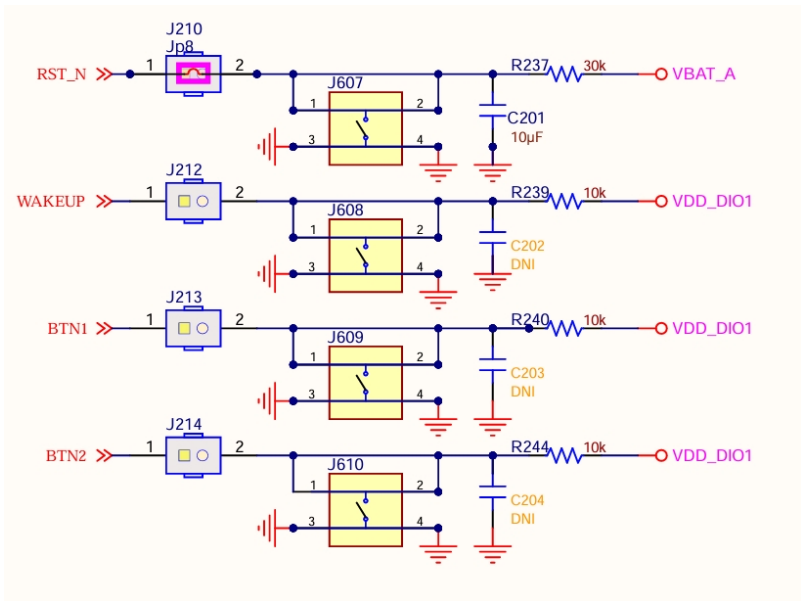 J210
Jp8
RST_N 1 2 R237 30k VBAT_A
J607
1 2
3 4
C201
10µF
J212
WAKEUP 1 2 R239 10k VDD_DIO1
J608
1 2
3 4
C202
DNI
J213
BTN1 1 2 R240 10k VDD_DIO1
J609
1 2
3 4
C203
DNI
J214
BTN2 1 2 R244 10k VDD_DIO1
J610
1 2
3 4
C204
DNI